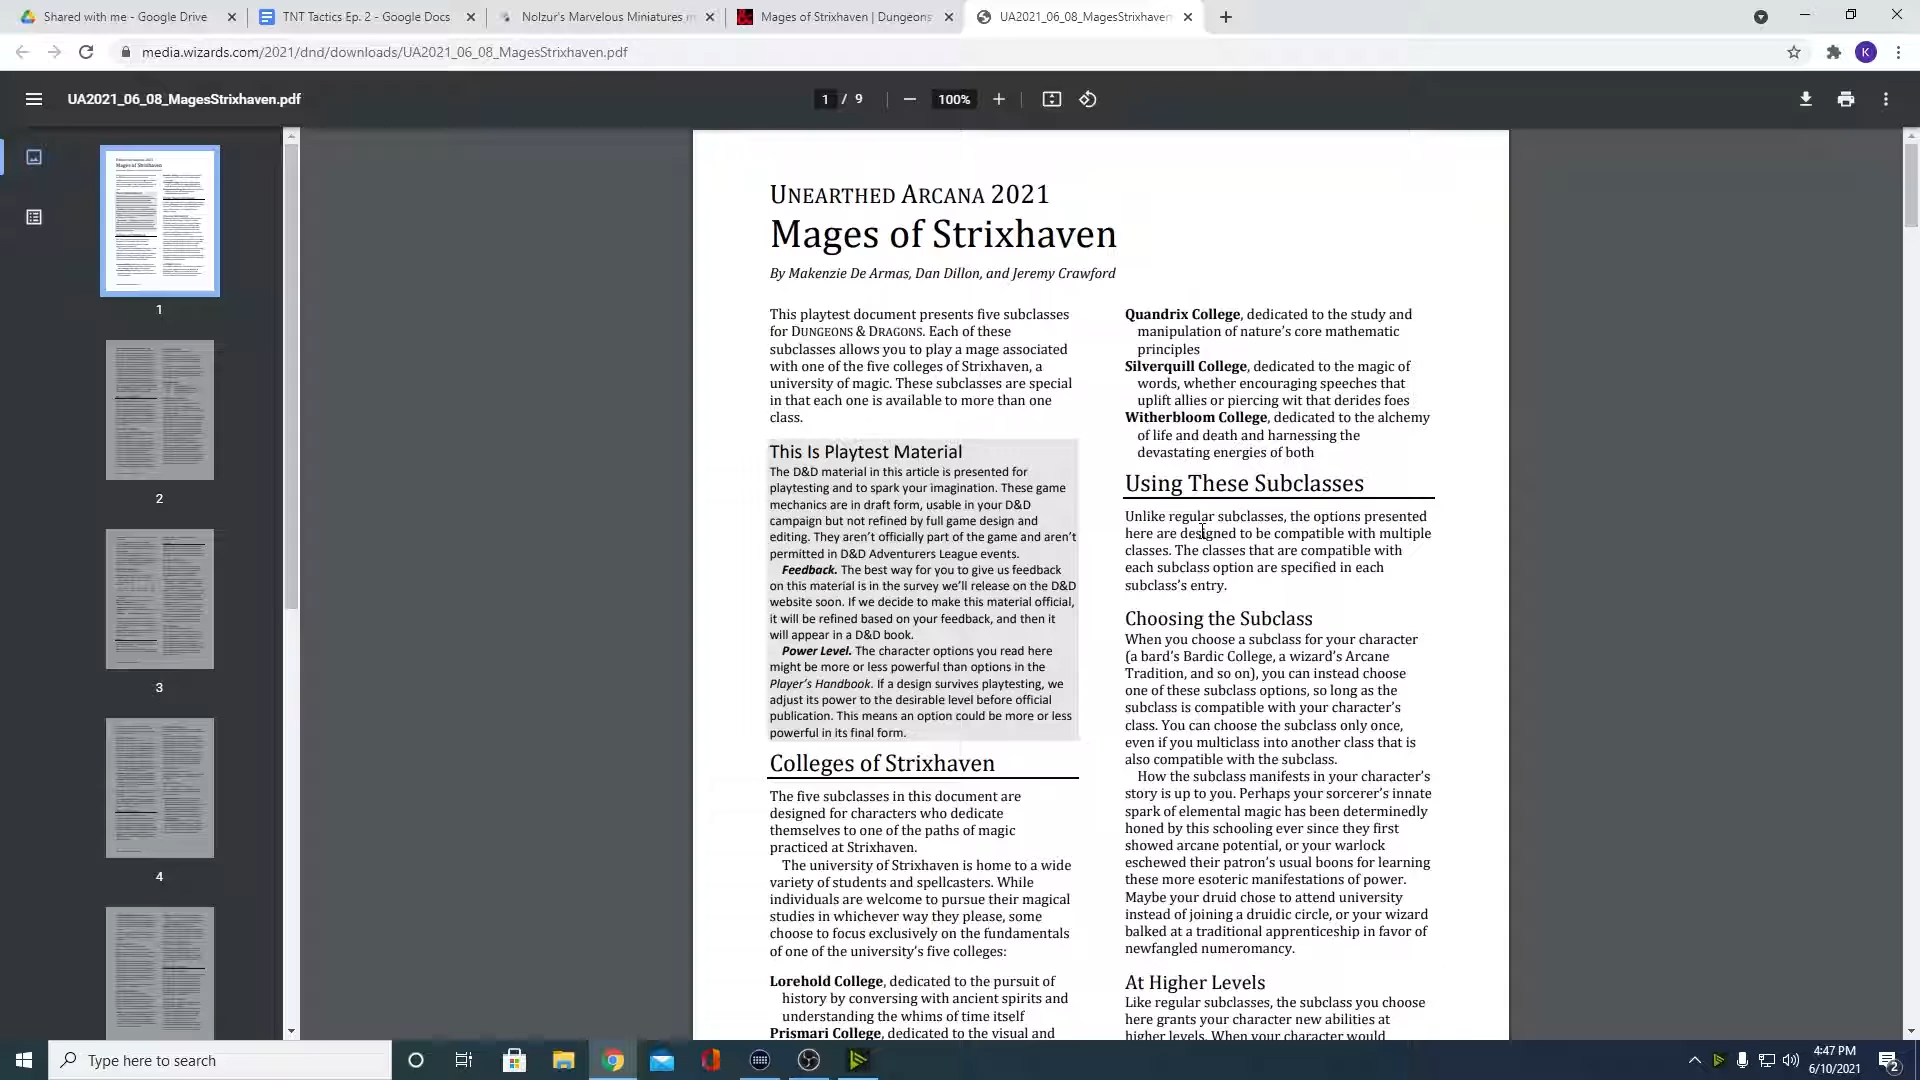 Shared with me - Google Drive
TNT Tactics Ep. 2 - Google Docs
Nolzur's Marvelous Miniatures
Mages of Strixhaven | Dungeons
UA2021_06_08_MagesStrixhaven
media.wizards.com/2021/dnd/downloads/UA2021_06_08_MagesStrixhaven.pdf
K
UA2021_06_08_MagesStrixhaven.pdf
1 / 9
100%
1
2
3
4
UNEARTHED ARCANA 2021
Mages of Strixhaven
By Makenzie De Armas, Dan Dillon, and Jeremy Crawford
This playtest document presents five subclasses
for DUNGEONS & DRAGONS. Each of these
subclasses allows you to play a mage associated
with one of the five colleges of Strixhaven, a
university of magic. These subclasses are special
in that each one is available to more than one
class.
This Is Playtest Material
The D&D material in this article is presented for
playtesting and to spark your imagination. These game
mechanics are in draft form, usable in your D&D
campaign but not refined by full game design and
editing. They aren't officially part of the game and aren't
permitted in D&D Adventurers League events.
Feedback. The best way for you to give us feedback
on this material is in the survey we'll release on the D&D
website soon. If we decide to make this material official,
it will be refined based on your feedback, and then it
will appear in a D&D book.
Power Level. The character options you read here
might be more or less powerful than options in the
Player's Handbook. If a design survives playtesting, we
adjust its power to the desirable level before official
publication. This means an option could be more or less
powerful in its final form.
Colleges of Strixhaven
The five subclasses in this document are
designed for characters who dedicate
themselves to one of the paths of magic
practiced at Strixhaven.
The university of Strixhaven is home to a wide
variety of students and spellcasters. While
individuals are welcome to pursue their magical
studies in whichever way they please, some
choose to focus exclusively on the fundamentals
of one of the university's five colleges:
Lorehold College, dedicated to the pursuit of
history by conversing with ancient spirits and
understanding the whims of time itself
Prismari College, dedicated to the visual and
Quandrix College, dedicated to the study and
manipulation of nature's core mathematic
principles
Silverquill College, dedicated to the magic of
words, whether encouraging speeches that
uplift allies or piercing wit that derides foes
Witherbloom College, dedicated to the alchemy
of life and death and harnessing the
devastating energies of both
Using These Subclasses
Unlike regular subclasses, the options presented
here are designed to be compatible with multiple
classes. The classes that are compatible with
each subclass option are specified in each
subclass's entry.
Choosing the Subclass
When you choose a subclass for your character
(a bard's Bardic College, a wizard's Arcane
Tradition, and so on), you can instead choose
one of these subclass options, so long as the
subclass is compatible with your character's
class. You can choose the subclass only once,
even if you multiclass into another class that is
also compatible with the subclass.
How the subclass manifests in your character's
story is up to you. Perhaps your sorcerer's innate
spark of elemental magic has been determinedly
honed by this schooling ever since they first
showed arcane potential, or your warlock
eschewed their patron's usual boons for learning
these more esoteric manifestations of power.
Maybe your druid chose to attend university
instead of joining a druidic circle, or your wizard
balked at a traditional apprenticeship in favor of
newfangled numeromancy.
At Higher Levels
Like regular subclasses, the subclass you choose
here grants your character new abilities at
higher levels. When your character would
Type here to search
4:47 PM
6/10/2021
2